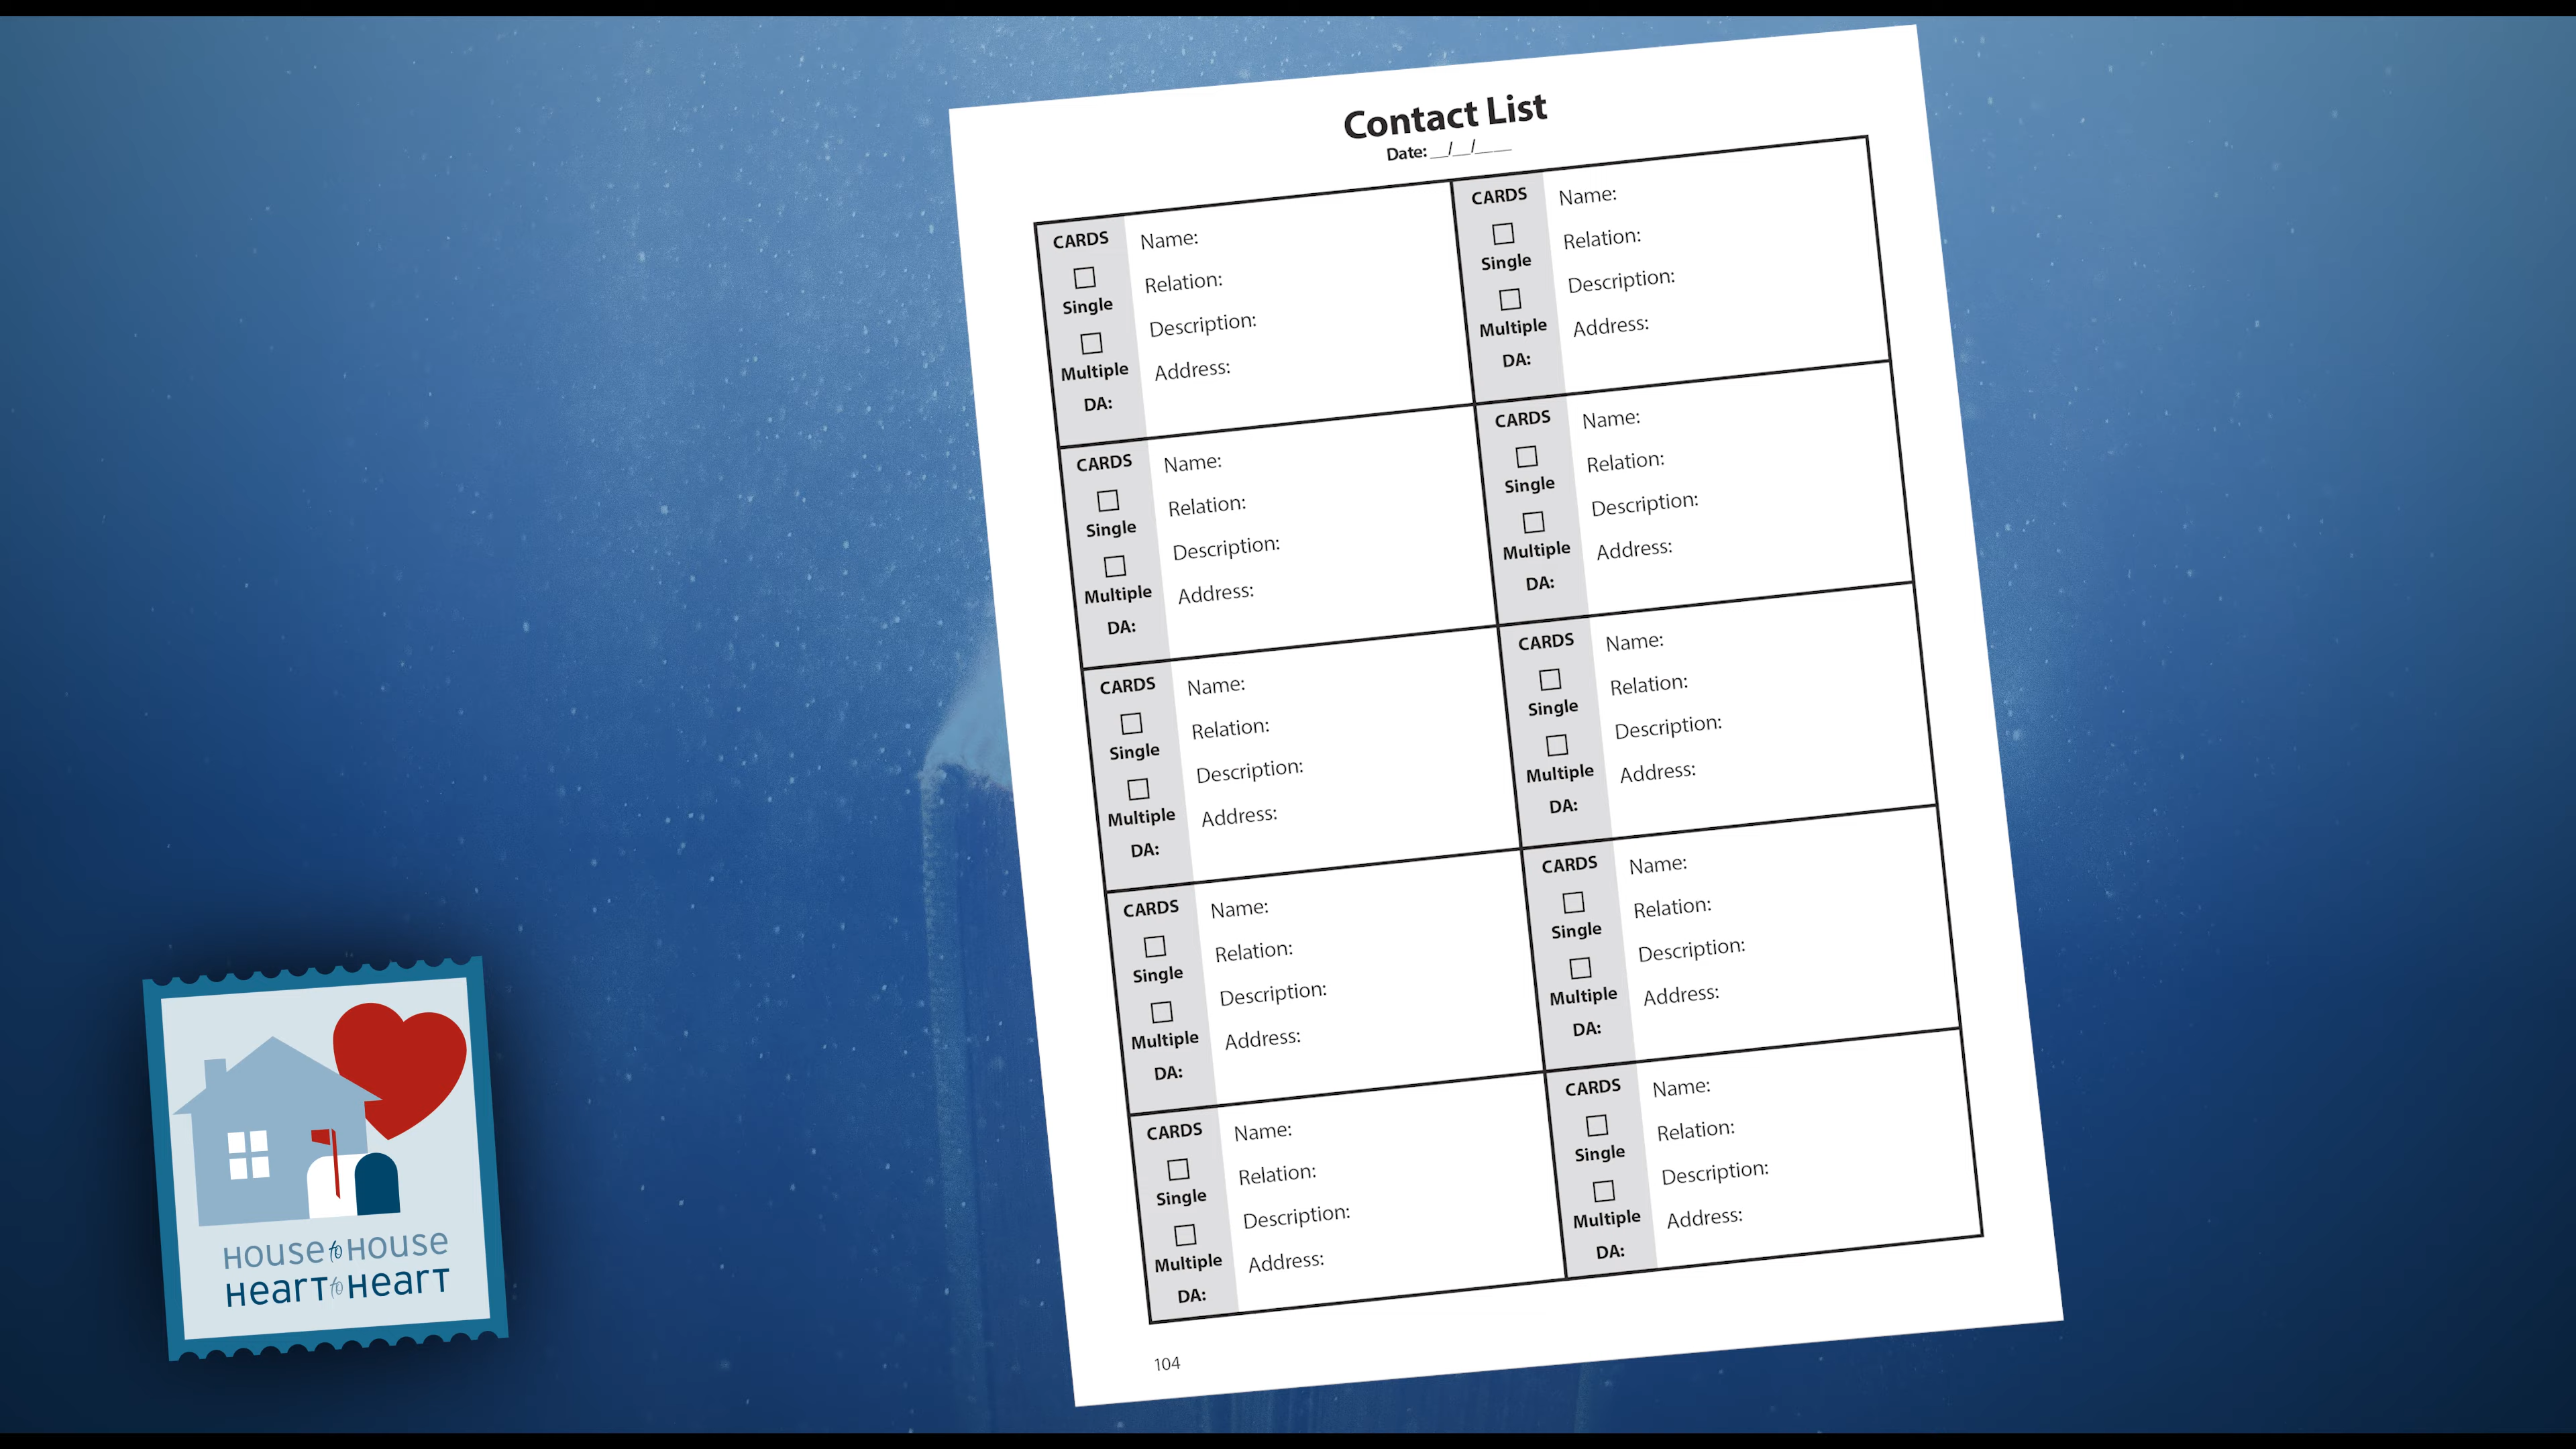 Contact List
Date: __/__/____
CARDS
Single
Multiple
DA:
Name:
Relation:
Description:
Address:
CARDS
Single
Multiple
DA:
Name:
Relation:
Description:
Address:
CARDS
Single
Multiple
DA:
Name:
Relation:
Description:
Address:
CARDS
Single
Multiple
DA:
Name:
Relation:
Description:
Address:
CARDS
Single
Multiple
DA:
Name:
Relation:
Description:
Address:
CARDS
Single
Multiple
DA:
Name:
Relation:
Description:
Address:
CARDS
Single
Multiple
DA:
Name:
Relation:
Description:
Address:
CARDS
Single
Multiple
DA:
Name:
Relation:
Description:
Address:
CARDS
Single
Multiple
DA:
Name:
Relation:
Description:
Address:
CARDS
Single
Multiple
DA:
Name:
Relation:
Description:
Address:
104
House to House
Heart to Heart